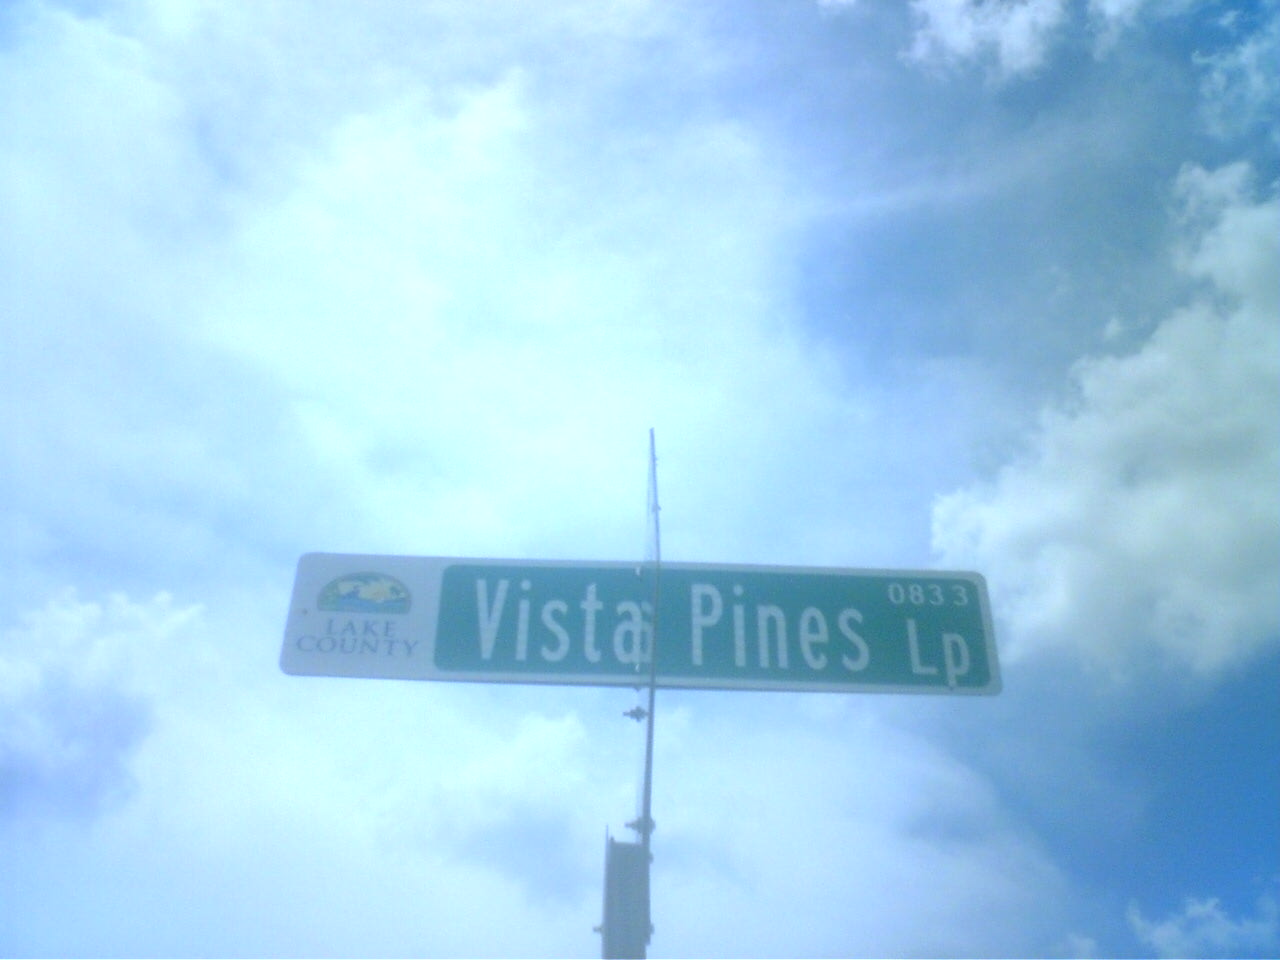 LAKE
COUNTY
Vista Pines Lp
0833